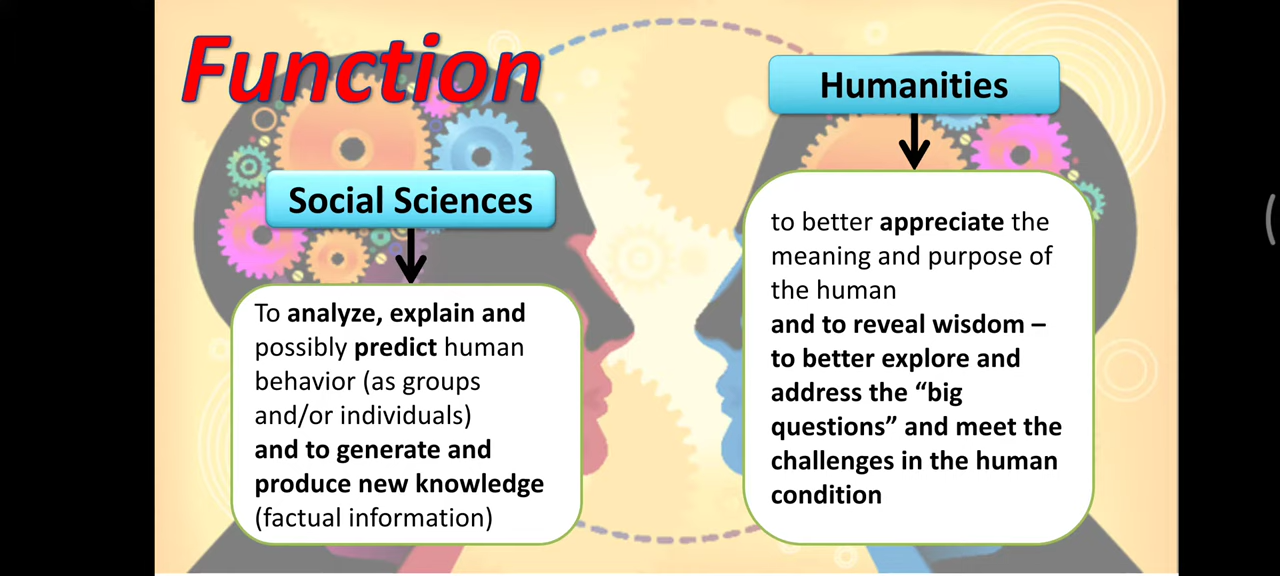 Function
Social Sciences
To analyze, explain and
possibly predict human
behavior (as groups
and/or individuals)
and to generate and
produce new knowledge
(factual information)
Humanities
to better appreciate the
meaning and purpose of
the human
and to reveal wisdom –
to better explore and
address the “big
questions” and meet the
challenges in the human
condition